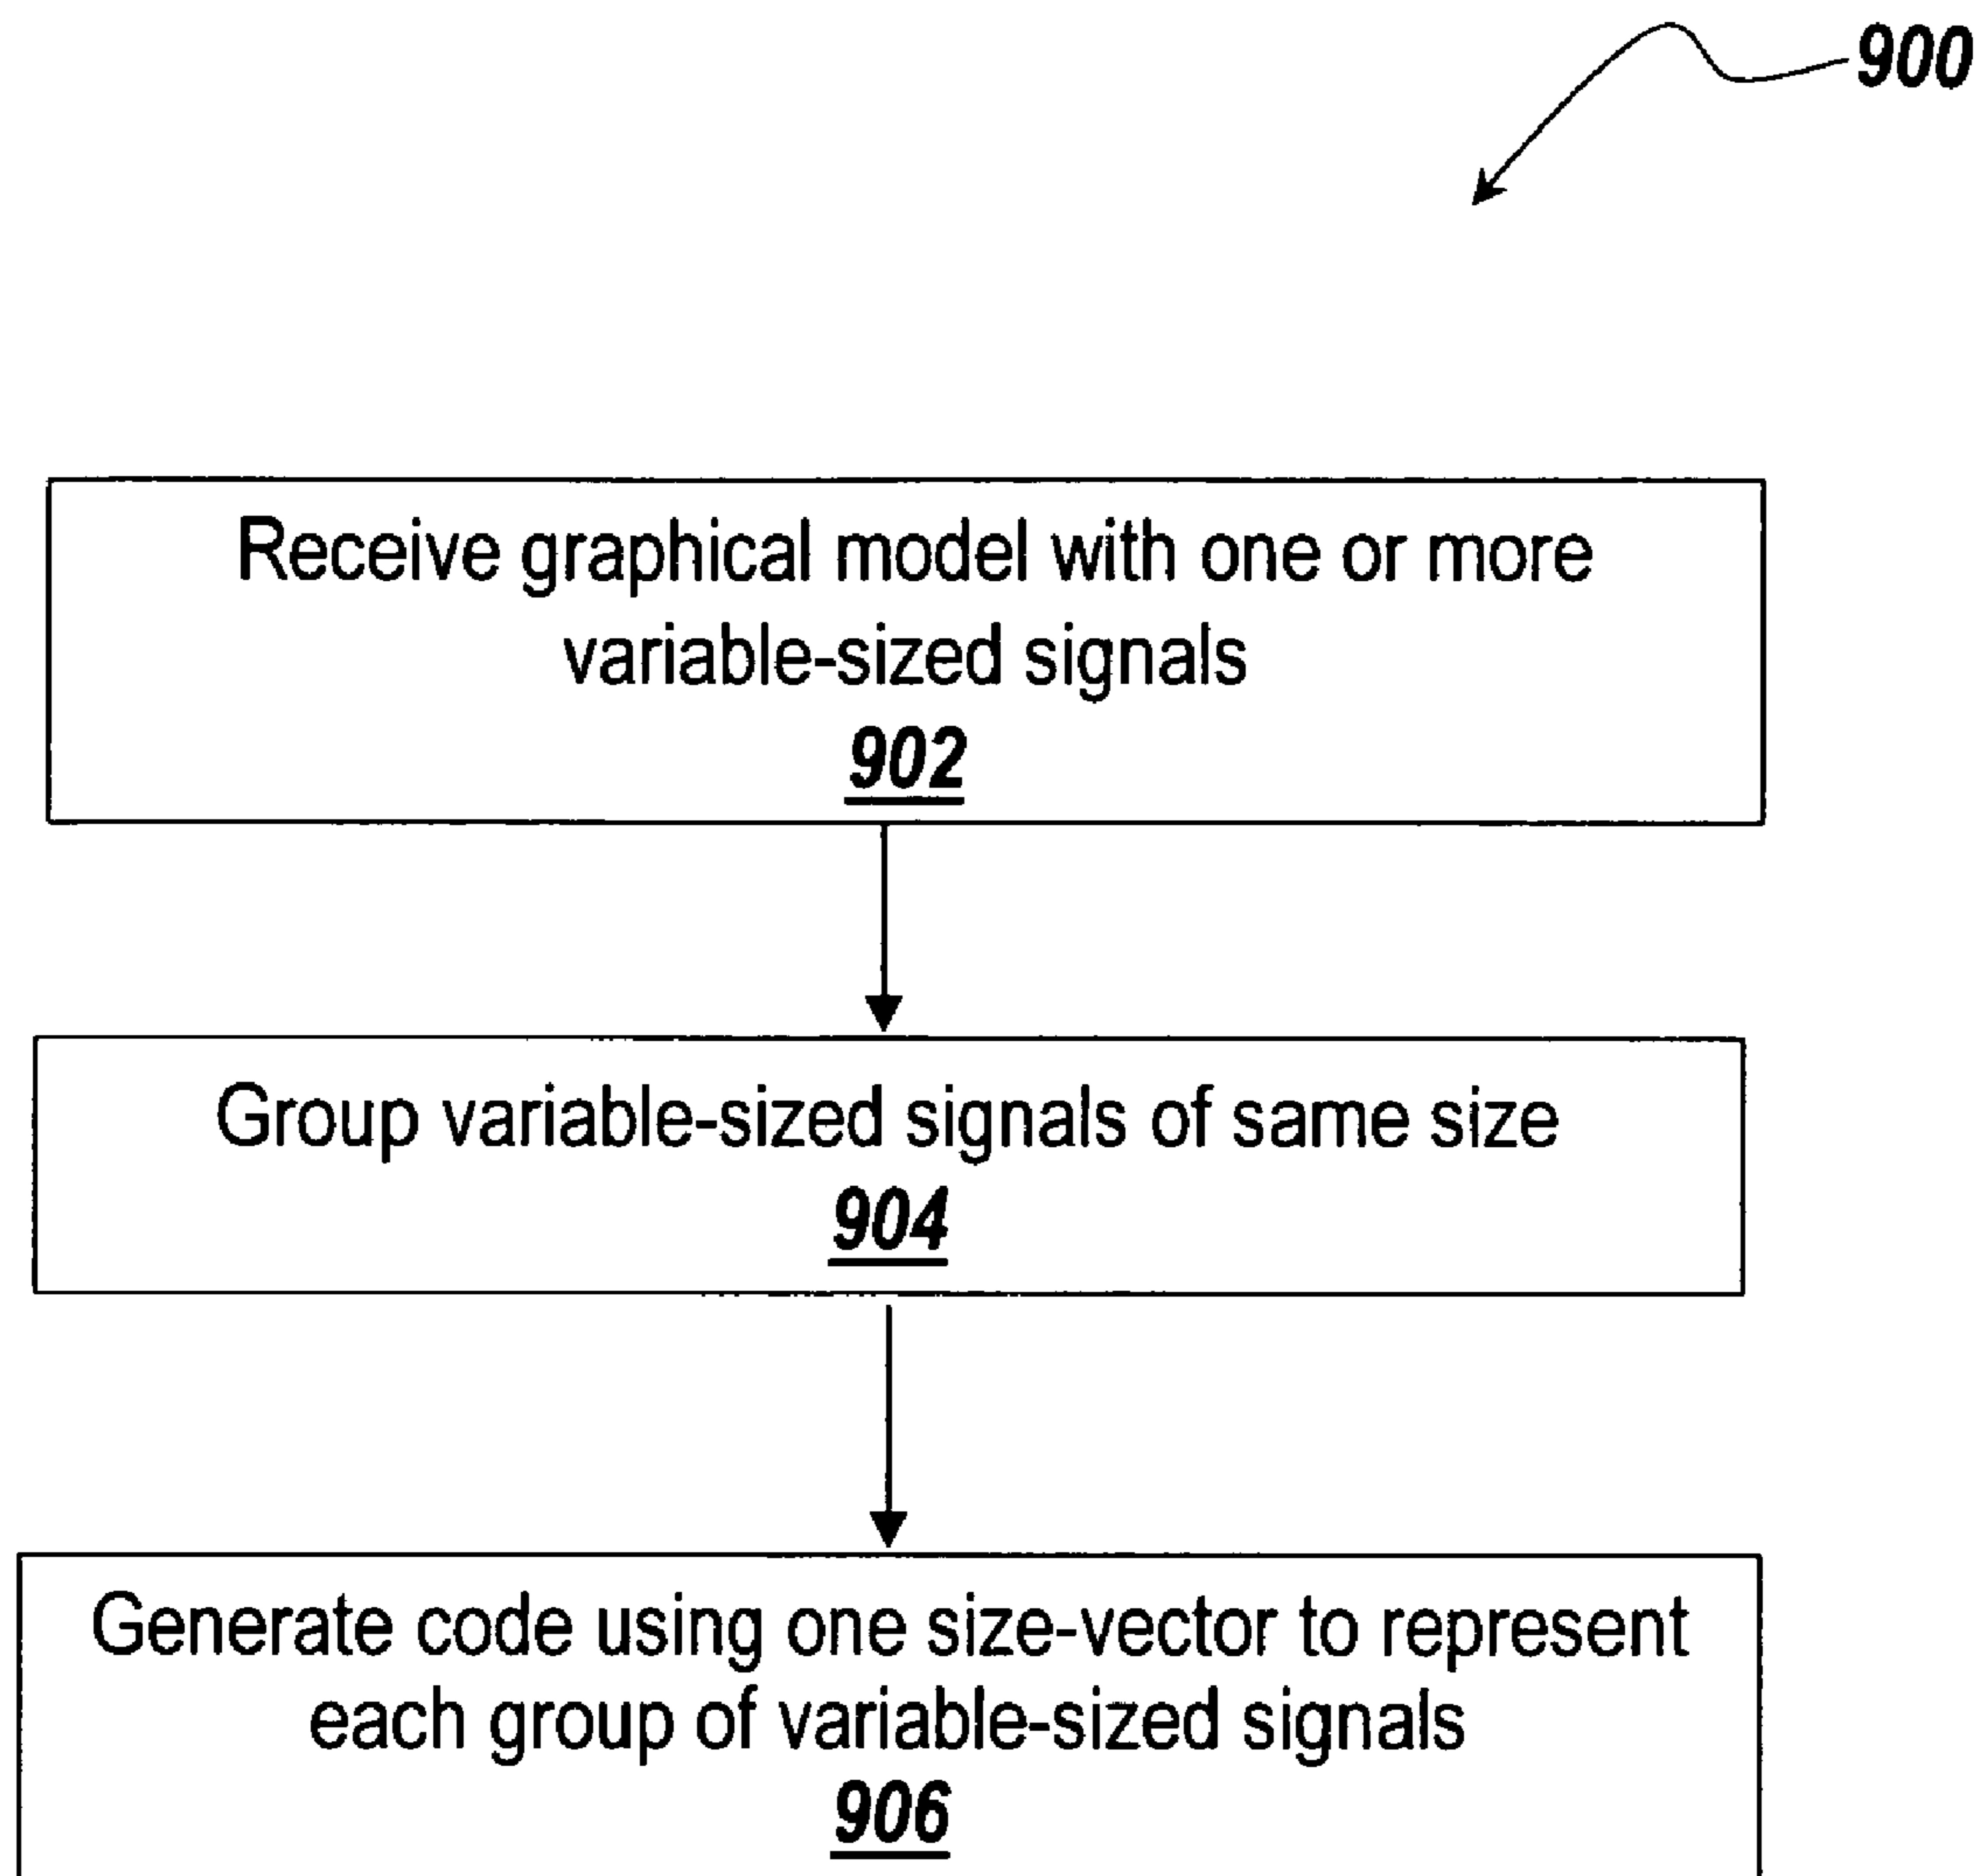 900
Receive graphical model with one or more
variable-sized signals
902
Group variable-sized signals of same size
904
Generate code using one size-vector to represent
each group of variable-sized signals
906